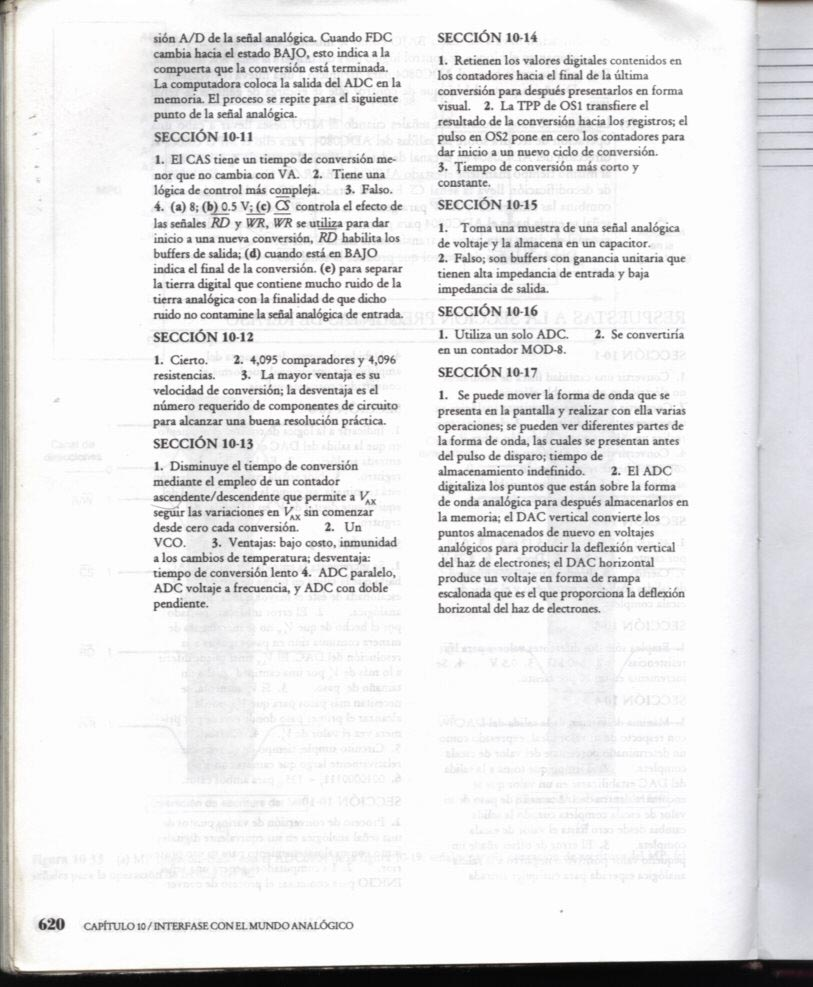 sión A/D de la señal analógica. Cuando FDC
cambia hacia el estado BAJO, esto indica a la
compuerta que la conversión está terminada.
La computadora coloca la salida del ADC en la
memoria. El proceso se repite para el siguiente
punto de la señal analógica.
SECCIÓN 10-11
1. El CAS tiene un tiempo de conversión me-
nor que no cambia con VA. 2. Tiene una
lógica de control más compleja. 3. Falso.
4. (a) 8; (b) 0.5 V; (c) CS controla el efecto de
las señales RD y WR, WR se utiliza para dar
inicio a una nueva conversión, RD habilita los
buffers de salida; (d) cuando está en BAJO
indica el final de la conversión. (e) para separar
la tierra digital que contiene mucho ruido de la
tierra analógica con la finalidad de que dicho
ruido no contamine la señal analógica de entrada.
SECCIÓN 10-12
1. Cierto. 2. 4,095 comparadores y 4,096
resistencias. 3. La mayor ventaja es su
velocidad de conversión; la desventaja es el
número requerido de componentes de circuito
para alcanzar una buena resolución práctica.
SECCIÓN 10-13
1. Disminuye el tiempo de conversión
mediante el empleo de un contador
ascendente/descendente que permite a VAX
seguir las variaciones en VAX sin comenzar
desde cero cada conversión. 2. Un
VCO. 3. Ventajas: bajo costo, inmunidad
a los cambios de temperatura; desventaja:
tiempo de conversión lento 4. ADC paralelo,
ADC voltaje a frecuencia, y ADC con doble
pendiente.
SECCIÓN 10-14
1. Retienen los valores digitales contenidos en
los contadores hacia el final de la última
conversión para después presentarlos en forma
visual. 2. La TPP de OS1 transfiere el
resultado de la conversión hacia los registros; el
pulso en OS2 pone en cero los contadores para
dar inicio a un nuevo ciclo de conversión.
3. Tiempo de conversión más corto y
constante.
SECCIÓN 10-15
1. Toma una muestra de una señal analógica
de voltaje y la almacena en un capacitor.
2. Falso; son buffers con ganancia unitaria que
tienen alta impedancia de entrada y baja
impedancia de salida.
SECCIÓN 10-16
1. Utiliza un solo ADC. 2. Se convertiría
en un contador MOD-8.
SECCIÓN 10-17
1. Se puede mover la forma de onda que se
presenta en la pantalla y realizar con ella varias
operaciones; se pueden ver diferentes partes de
la forma de onda, las cuales se presentan antes
del pulso de disparo; tiempo de
almacenamiento indefinido. 2. El ADC
digitaliza los puntos que están sobre la forma
de onda analógica para después almacenarlos en
la memoria; el DAC vertical convierte los
puntos almacenados de nuevo en voltajes
analógicos para producir la deflexión vertical
del haz de electrones; el DAC horizontal
produce un voltaje en forma de rampa
escalonada que es el que proporciona la deflexión
horizontal del haz de electrones.
620 CAPÍTULO 10 / INTERFASE CON EL MUNDO ANALÓGICO